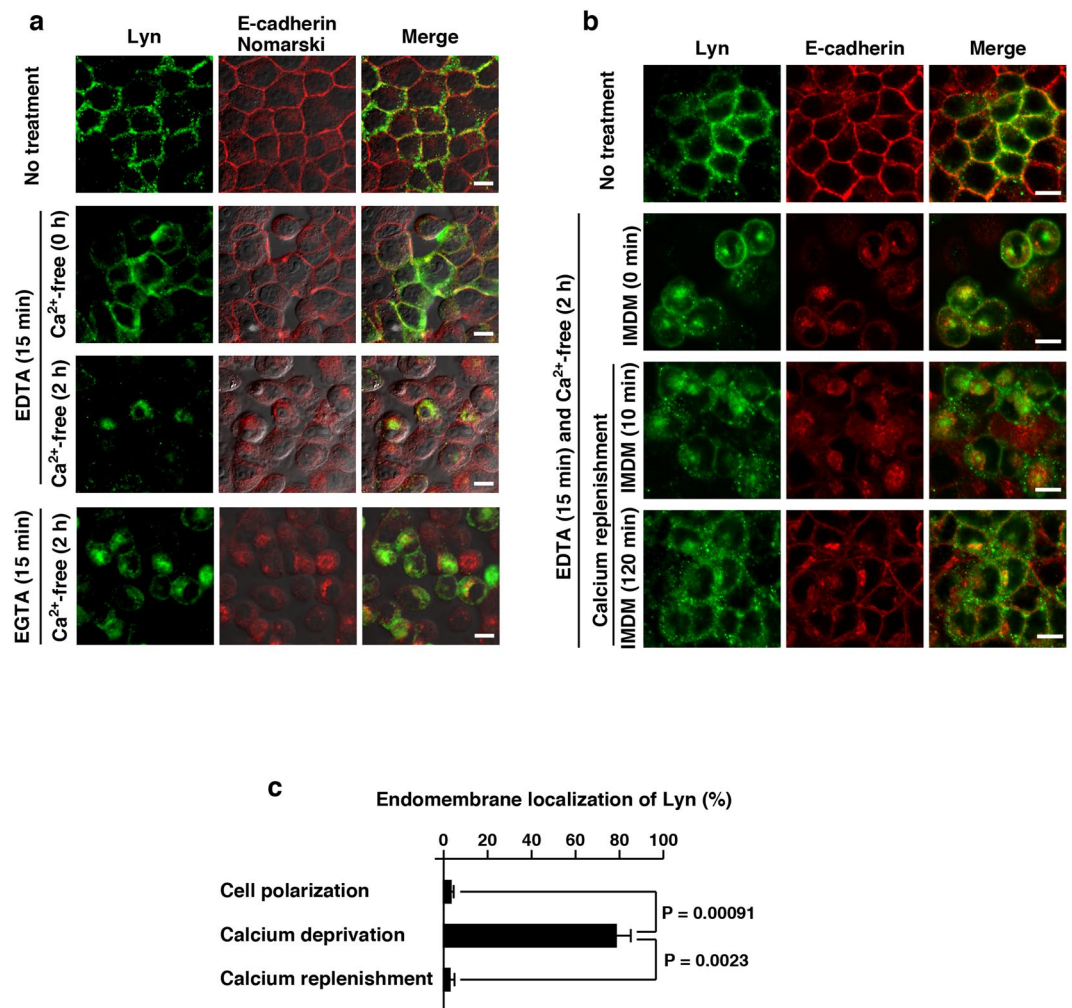 a
Lyn
E-cadherin
Nomarski
Merge
No treatment
EDTA (15 min)
Ca2+-free (0 h)
Ca2+-free (2 h)
EGTA (15 min)
Ca2+-free (2 h)
b
Lyn
E-cadherin
Merge
No treatment
EDTA (15 min) and Ca2+-free (2 h)
IMDM (0 min)
Calcium replenishment
IMDM (10 min)
IMDM (120 min)
c
Endomembrane localization of Lyn (%)
0 20 40 60 80 100
Cell polarization
P = 0.00091
Calcium deprivation
P = 0.0023
Calcium replenishment